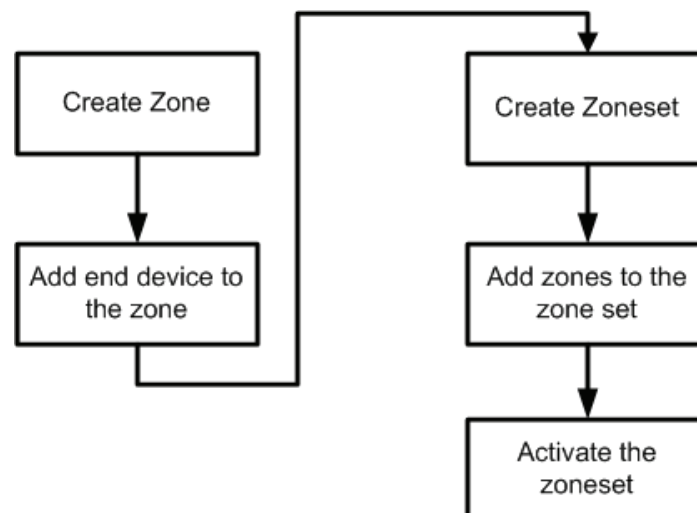 Create Zone
Add end device to
the zone
Create Zoneset
Add zones to the
zone set
Activate the
zoneset